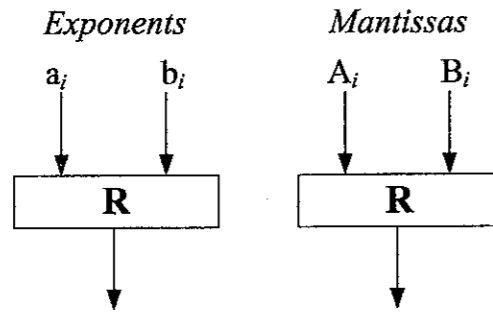 Exponents Mantissas
a_i b_i A_i B_i
R R